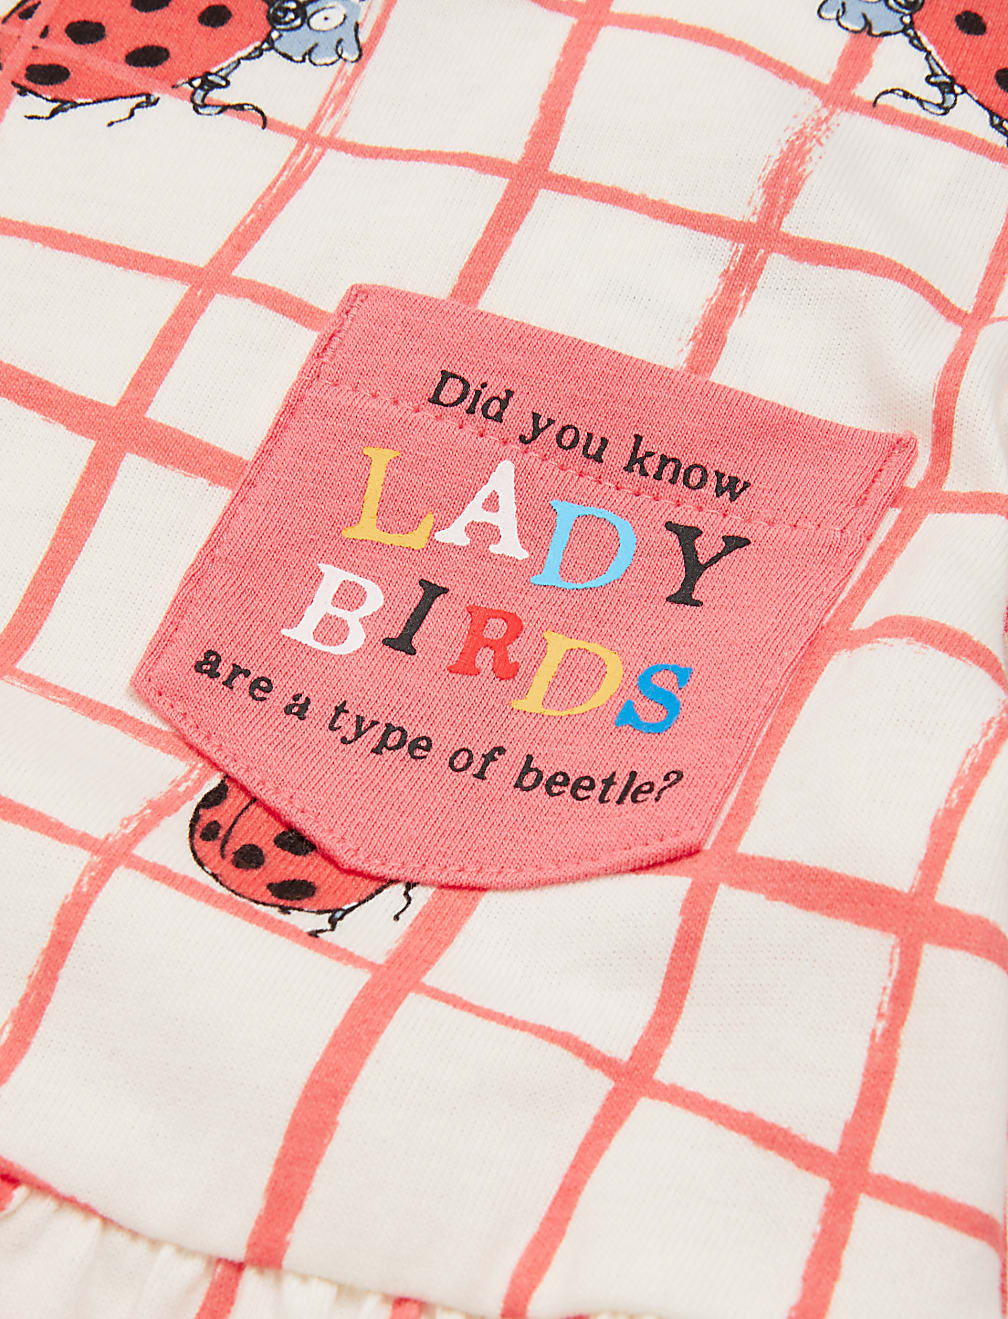 Did you know
LADY
BIRDS
are a type of beetle?